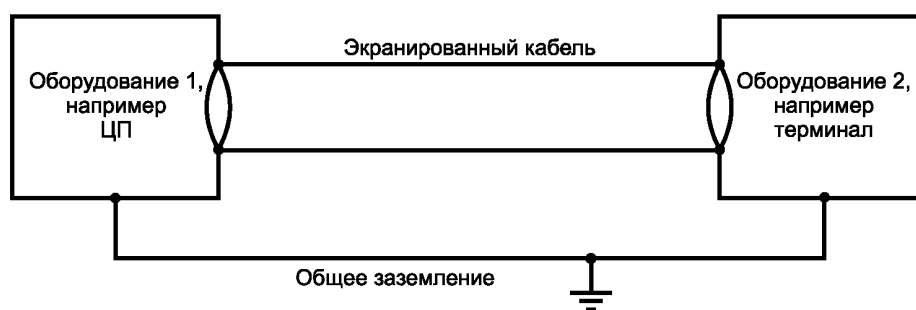 Экранированный кабель
Оборудование 1,
например
ЦП
Оборудование 2,
например
терминал
Общее заземление